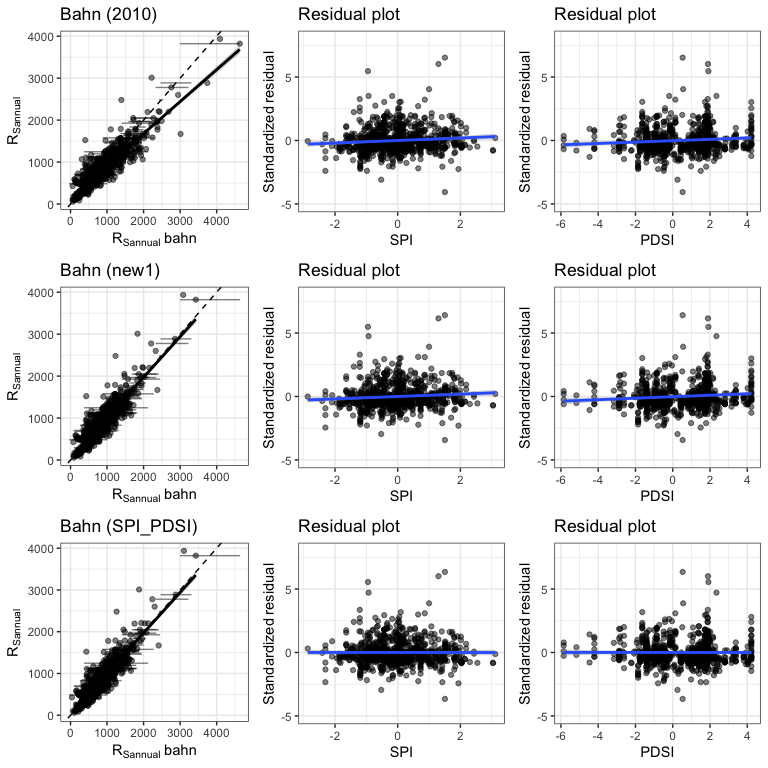 Bahn (2010)
Residual plot
Residual plot
4000
3000
2000
1000
0
R_Sannual
0 1000 2000 3000 4000
R_Sannual bahn
5
0
-5
Standardized residual
-2 0 2
SPI
5
0
-5
Standardized residual
-6 -4 -2 0 2 4
PDSI
Bahn (new1)
Residual plot
Residual plot
4000
3000
2000
1000
0
R_Sannual
0 1000 2000 3000 4000
R_Sannual bahn
5
0
-5
Standardized residual
-2 0 2
SPI
5
0
-5
Standardized residual
-6 -4 -2 0 2 4
PDSI
Bahn (SPI_PDSI)
Residual plot
Residual plot
4000
3000
2000
1000
0
R_Sannual
0 1000 2000 3000 4000
R_Sannual bahn
5
0
-5
Standardized residual
-2 0 2
SPI
5
0
-5
Standardized residual
-6 -4 -2 0 2 4
PDSI